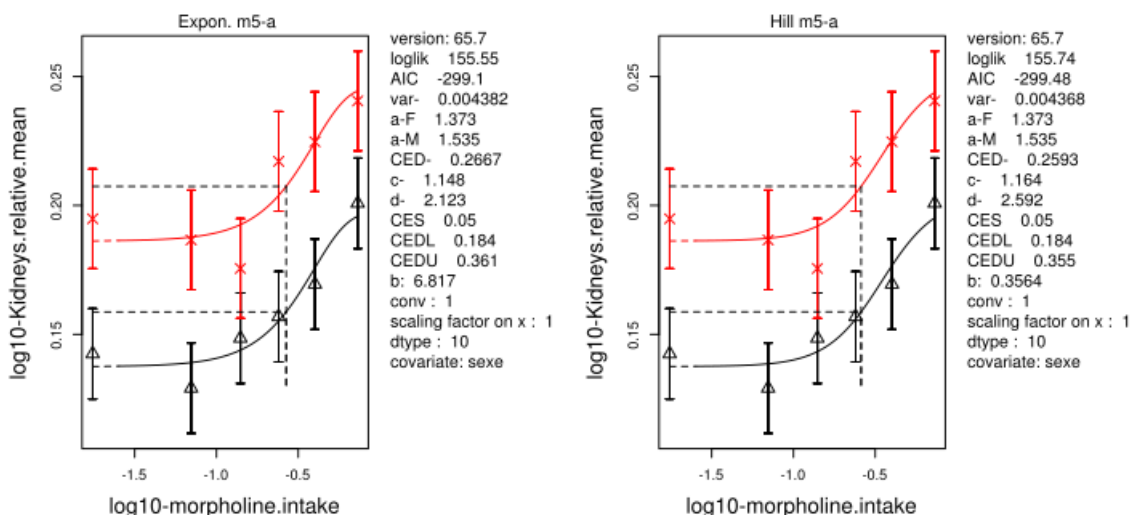 Expon. m5-a
log10-Kidneys.relative.mean
0.25
0.20
0.15
-1.5
-1.0
-0.5
log10-morpholine.intake
version: 65.7
loglik 155.55
AIC -299.1
var- 0.004382
a-F 1.373
a-M 1.535
CED- 0.2667
c- 1.148
d- 2.123
CES 0.05
CEDL 0.184
CEDU 0.361
b: 6.817
conv : 1
scaling factor on x : 1
dtype : 10
covariate: sexe
Hill m5-a
log10-Kidneys.relative.mean
0.25
0.20
0.15
-1.5
-1.0
-0.5
log10-morpholine.intake
version: 65.7
loglik 155.74
AIC -299.48
var- 0.004368
a-F 1.373
a-M 1.535
CED- 0.2593
c- 1.164
d- 2.592
CES 0.05
CEDL 0.184
CEDU 0.355
b: 0.3564
conv : 1
scaling factor on x : 1
dtype : 10
covariate: sexe